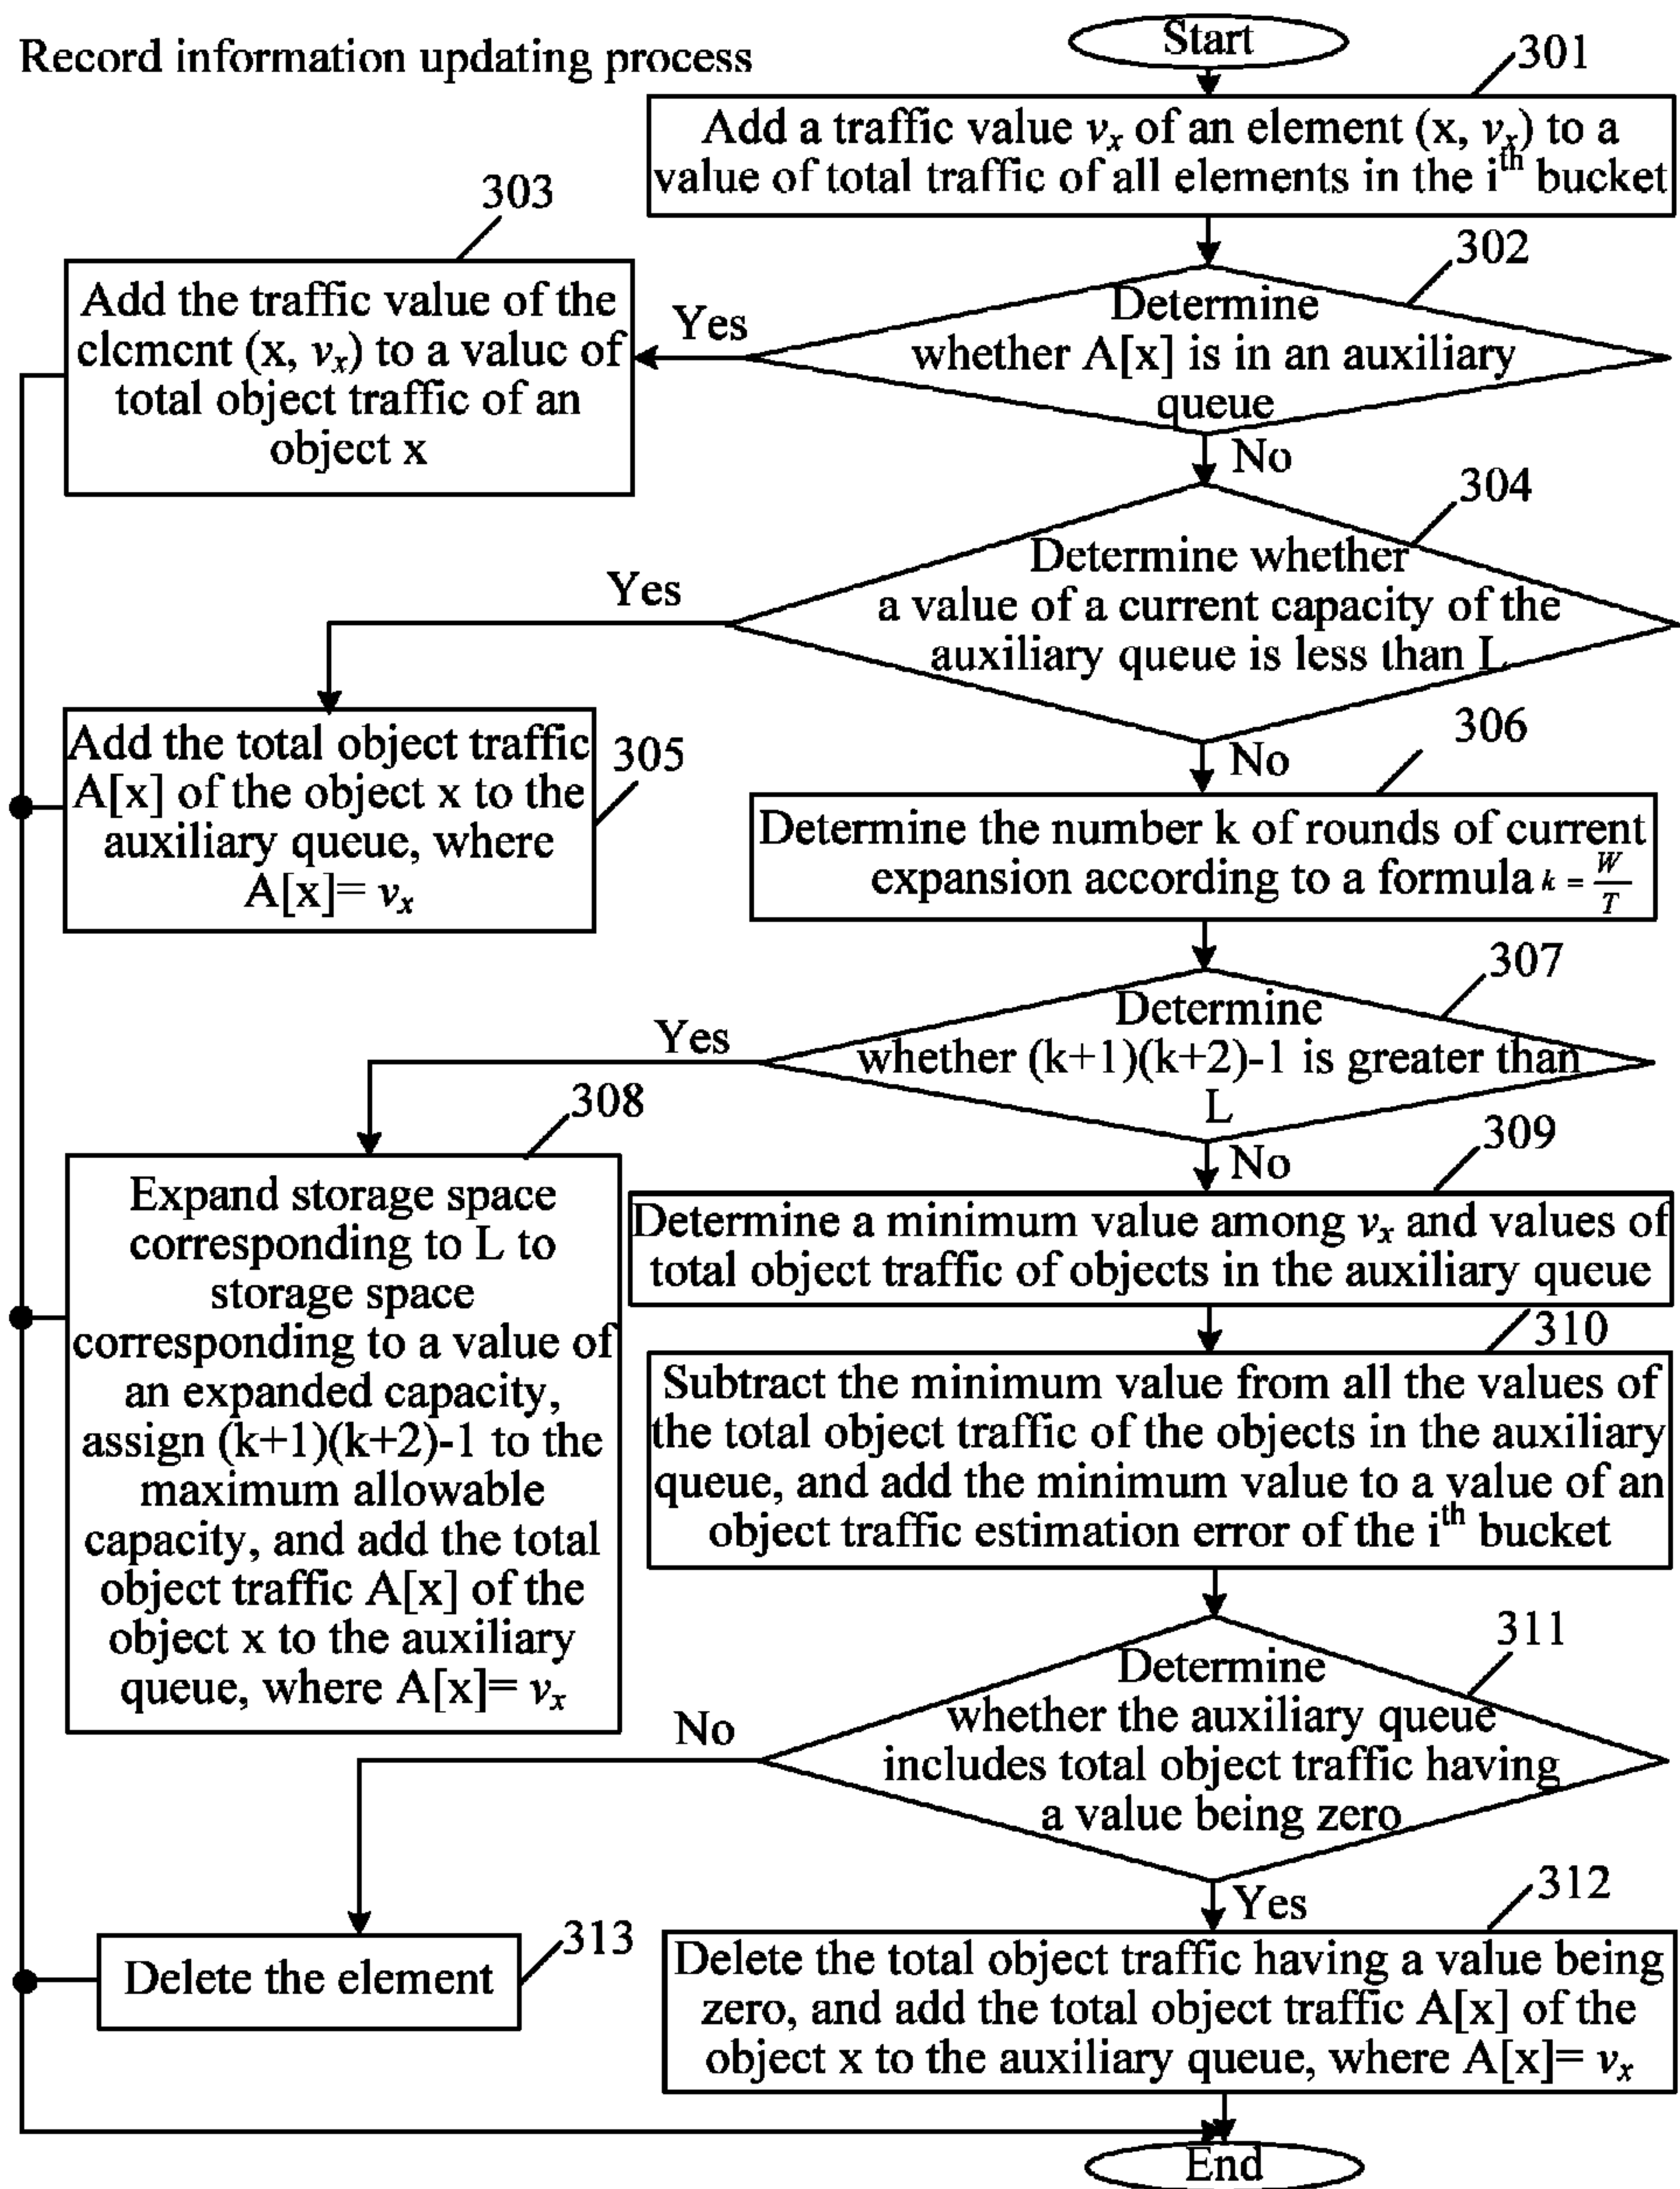 Record information updating process
Start
301
Add a traffic value vx of an element (x, vx) to a
value of total traffic of all elements in the ith bucket
302
Determine
whether A[x] is in an auxiliary
queue
Yes
303
Add the traffic value of the
element (x, vx) to a value of
total object traffic of an
object x
No
304
Determine whether
a value of a current capacity of the
auxiliary queue is less than L
Yes
305
Add the total object traffic
A[x] of the object x to the
auxiliary queue, where
A[x]= vx
No
306
Determine the number k of rounds of current
expansion according to a formula k = W/T
307
Determine
whether (k+1)(k+2)-1 is greater than
L
Yes
308
Expand storage space
corresponding to L to
storage space
corresponding to a value of
an expanded capacity,
assign (k+1)(k+2)-1 to the
maximum allowable
capacity, and add the total
object traffic A[x] of the
object x to the auxiliary
queue, where A[x]= vx
No
309
Determine a minimum value among vx and values of
total object traffic of objects in the auxiliary queue
310
Subtract the minimum value from all the values of
the total object traffic of the objects in the auxiliary
queue, and add the minimum value to a value of an
object traffic estimation error of the ith bucket
311
Determine
whether the auxiliary queue
includes total object traffic having
a value being zero
No
313
Delete the element
Yes
312
Delete the total object traffic having a value being
zero, and add the total object traffic A[x] of the
object x to the auxiliary queue, where A[x]= vx
End